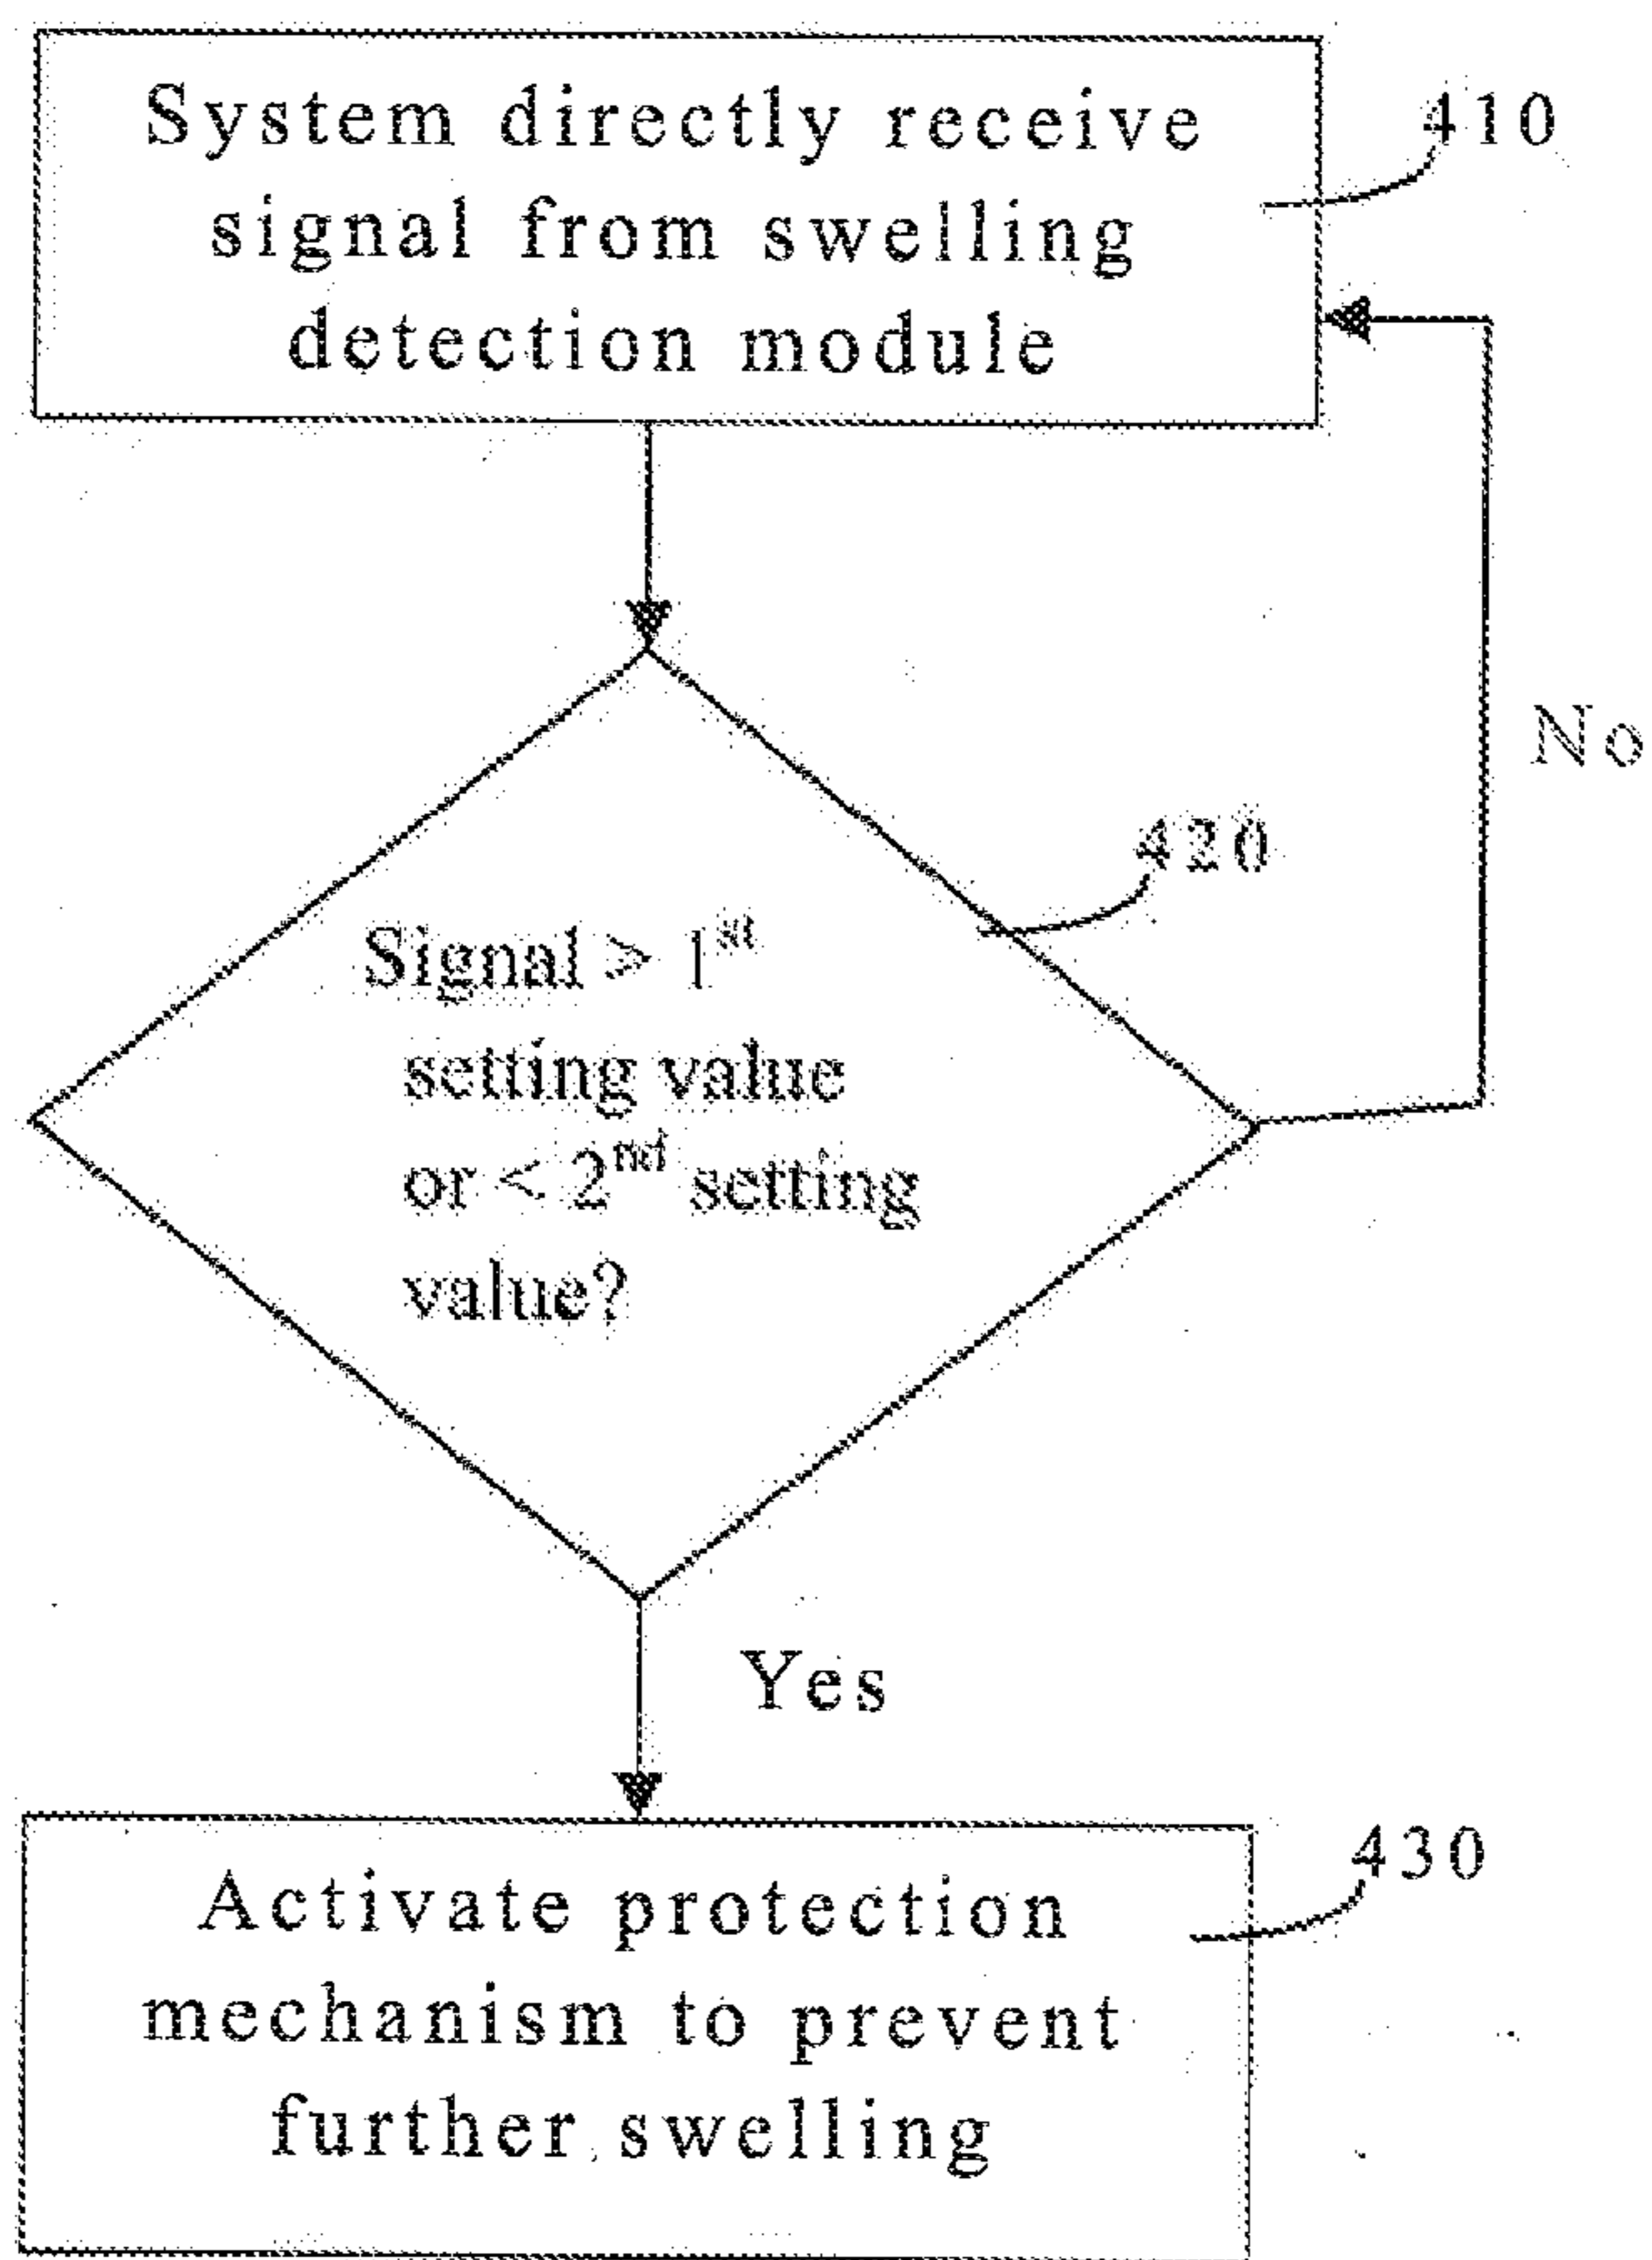 System directly receive
410
signal from swelling
detection module
No
420
Signal > 1st
setting value
or < 2nd setting
value?
Yes
430
Activate protection
mechanism to prevent
further swelling